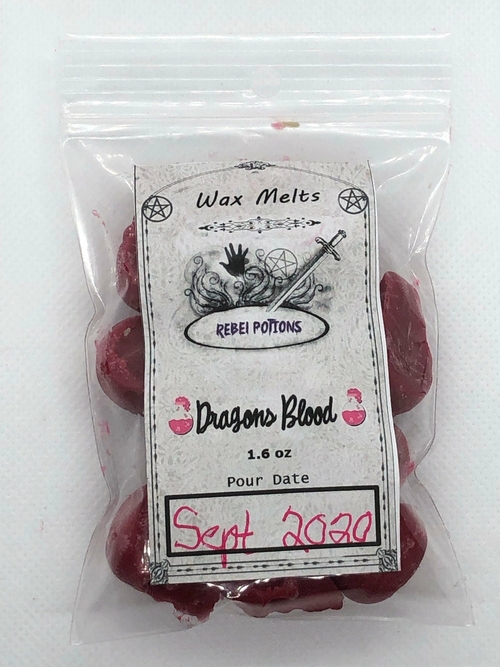 Wax Melts
REBEL POTIONS
Dragons Blood
1.6 oz
Pour Date
Sept 2020